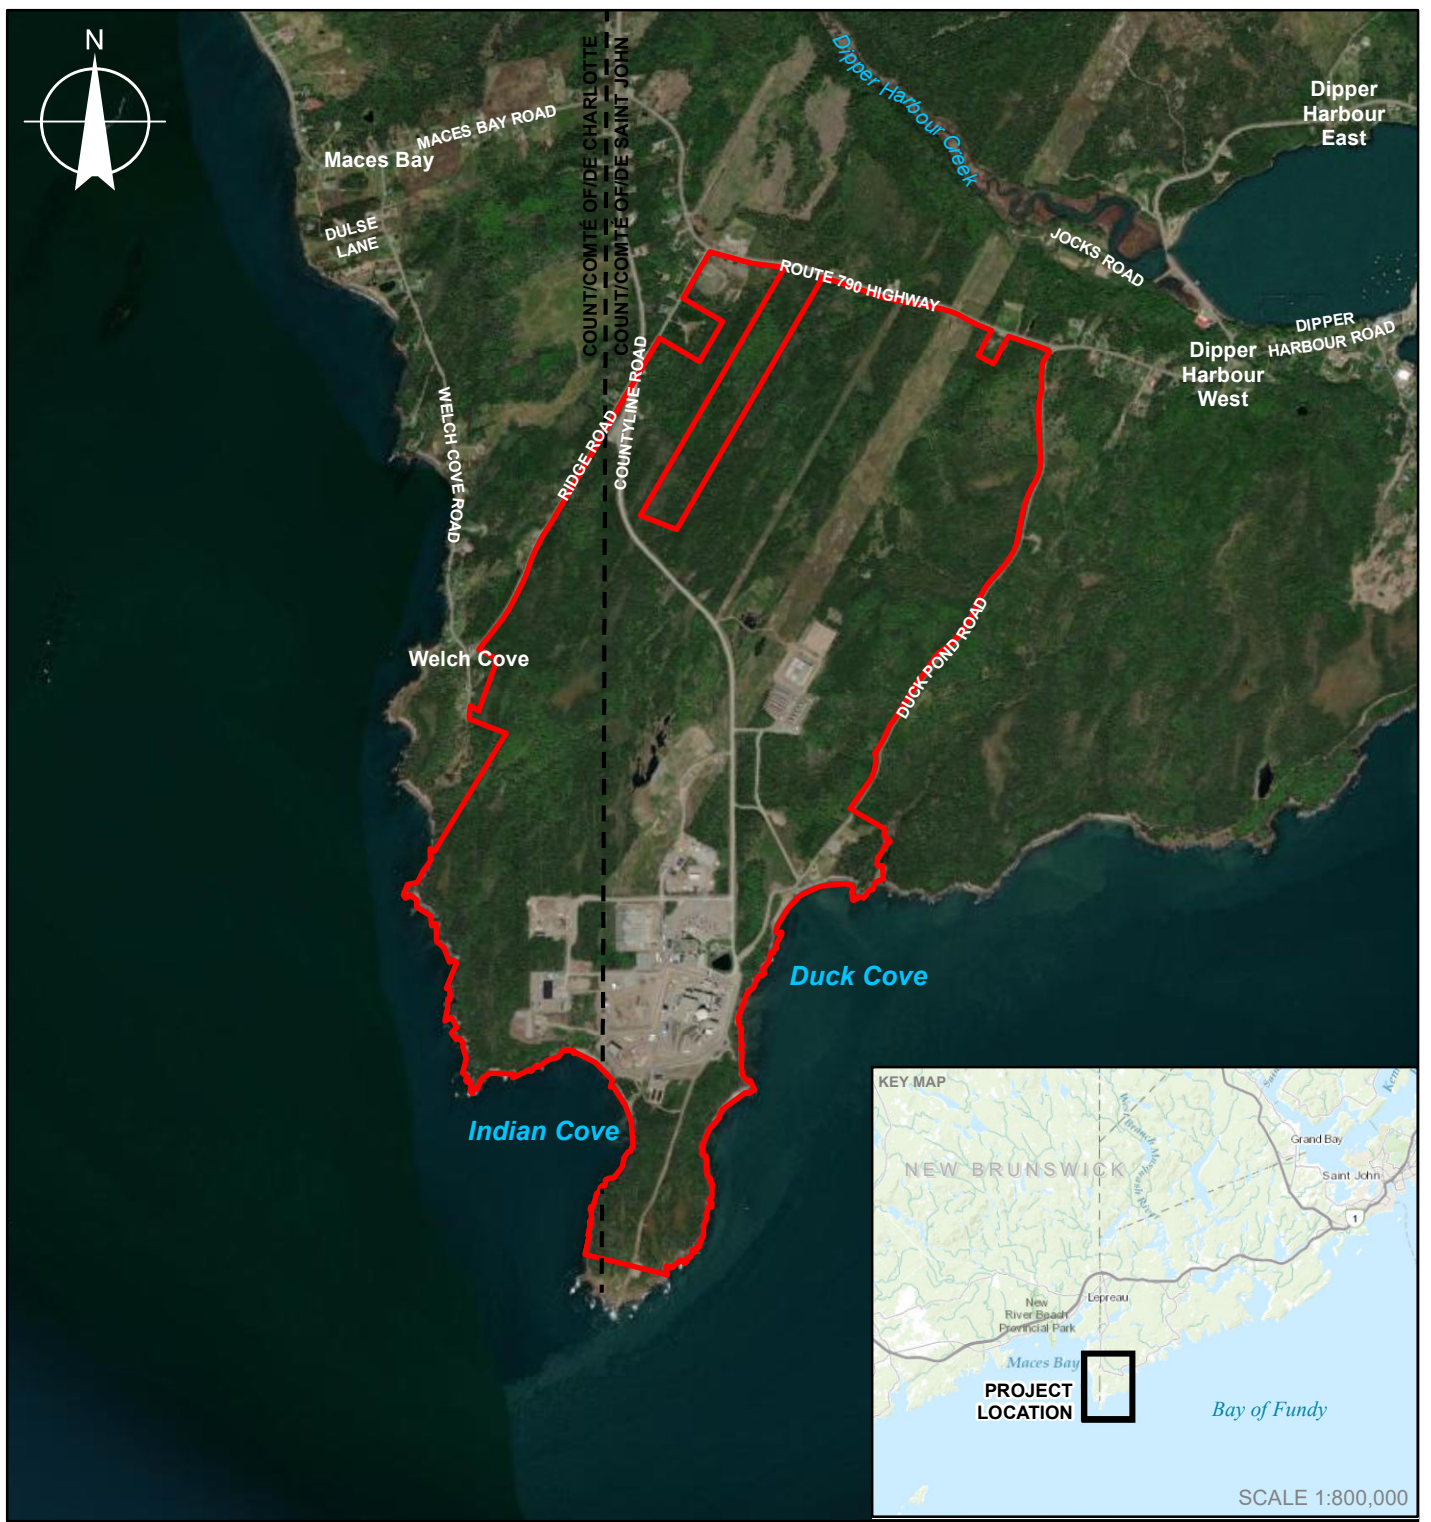 N
COUNT/COMTÉ OF/DE CHARLOTTE
COUNT/COMTÉ OF/DE SAINT JOHN
Dipper Harbour Creek
Dipper
Harbour
East
MACES BAY ROAD
Maces Bay
DULSE
LANE
JOCKS ROAD
ROUTE 790 HIGHWAY
DIPPER
HARBOUR ROAD
Dipper
Harbour
West
WELCH COVE ROAD
RIDGE ROAD
COUNTYLINE ROAD
Welch Cove
DUCK POND ROAD
Duck Cove
Indian Cove
KEY MAP
NEW BRUNSWICK
Grand Bay
Saint John
1
Lepreau
New
River Beach
Provincial Park
Maces Bay
PROJECT
LOCATION
Bay of Fundy
SCALE 1:800,000